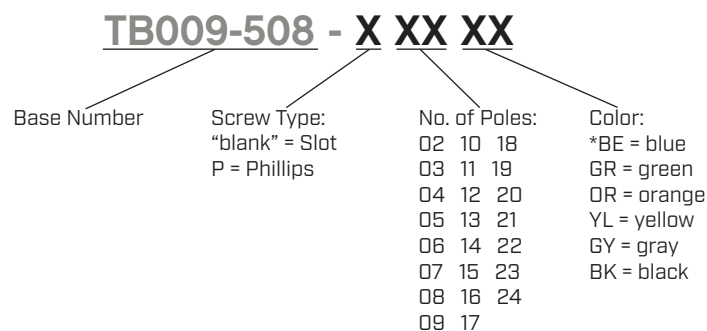 TB009-508 - X XX XX
Base Number
Screw Type:
“blank” = Slot
P = Phillips
No. of Poles:
02 10 18
03 11 19
04 12 20
05 13 21
06 14 22
07 15 23
08 16 24
09 17
Color:
*BE = blue
GR = green
OR = orange
YL = yellow
GY = gray
BK = black